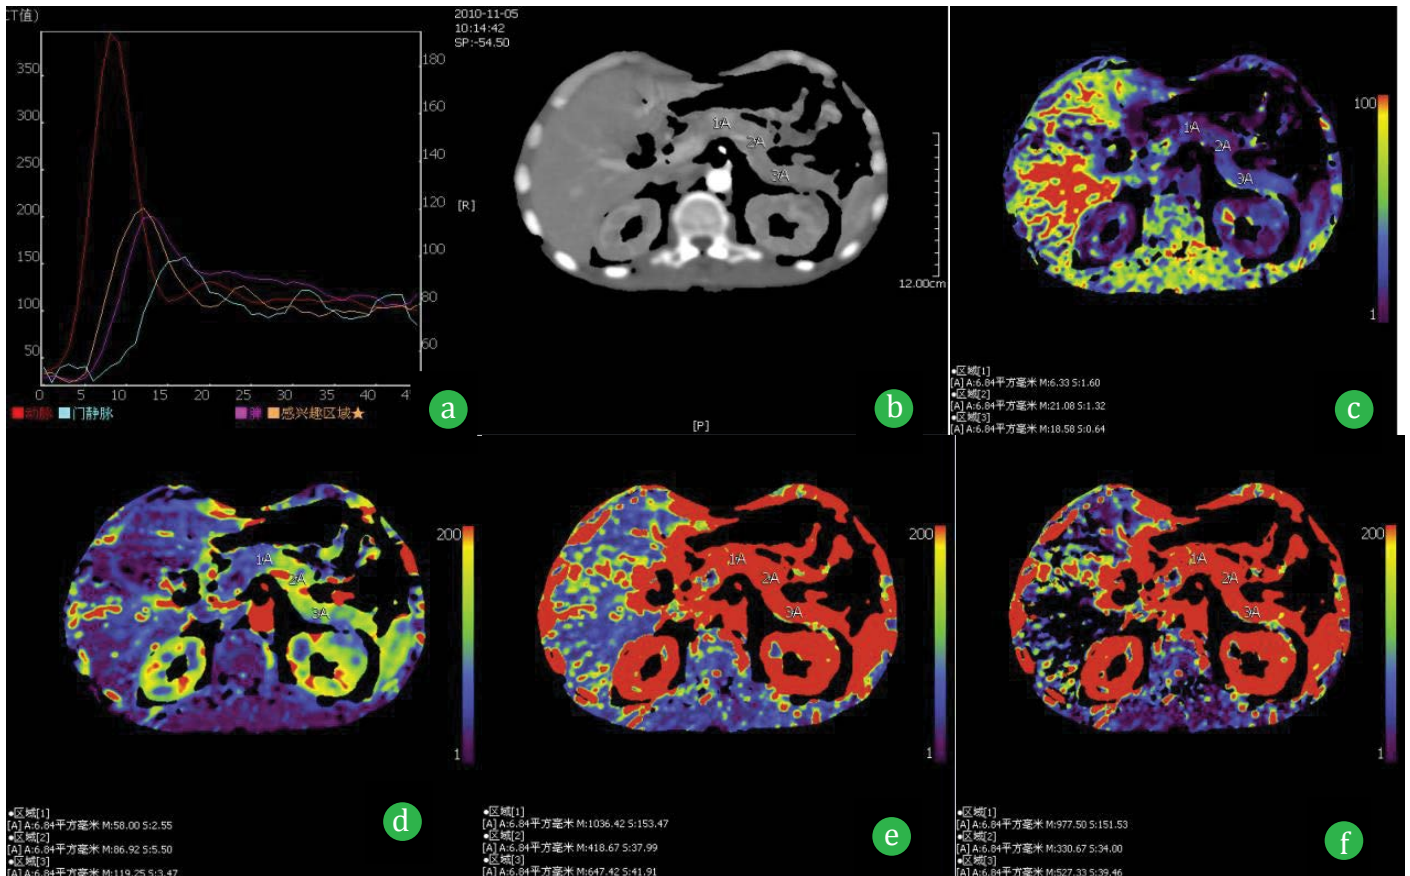 CT值)
350
300
250
200
150
100
50
180
160
140
120
100
80
60
0 5 10 15 20 25 30 35 40 4
动脉 门静脉 脾 感兴趣区域★
a
2010-11-05
10:14:42
SP:-54.50
[R]
1A
2A
3A
12.00cm
[P]
b
100
1
1A
2A
3A
●区域[1]
[A] A:6.84平方毫米 M:6.33 S:1.60
●区域[2]
[A] A:6.84平方毫米 M:21.08 S:1.32
●区域[3]
[A] A:6.84平方毫米 M:18.58 S:0.64
c
200
1
1A
2A
3A
●区域[1]
[A] A:6.84平方毫米 M:58.00 S:2.55
●区域[2]
[A] A:6.84平方毫米 M:86.92 S:5.50
●区域[3]
[A] A:6.84平方毫米 M:119.25 S:3.47
d
200
1
1A
2A
3A
●区域[1]
[A] A:6.84平方毫米 M:1036.42 S:153.47
●区域[2]
[A] A:6.84平方毫米 M:418.67 S:37.99
●区域[3]
[A] A:6.84平方毫米 M:647.42 S:41.91
e
200
1
1A
2A
3A
●区域[1]
[A] A:6.84平方毫米 M:977.50 S:151.53
●区域[2]
[A] A:6.84平方毫米 M:330.67 S:34.00
●区域[3]
[A] A:6.84平方毫米 M:527.33 S:39.46
f